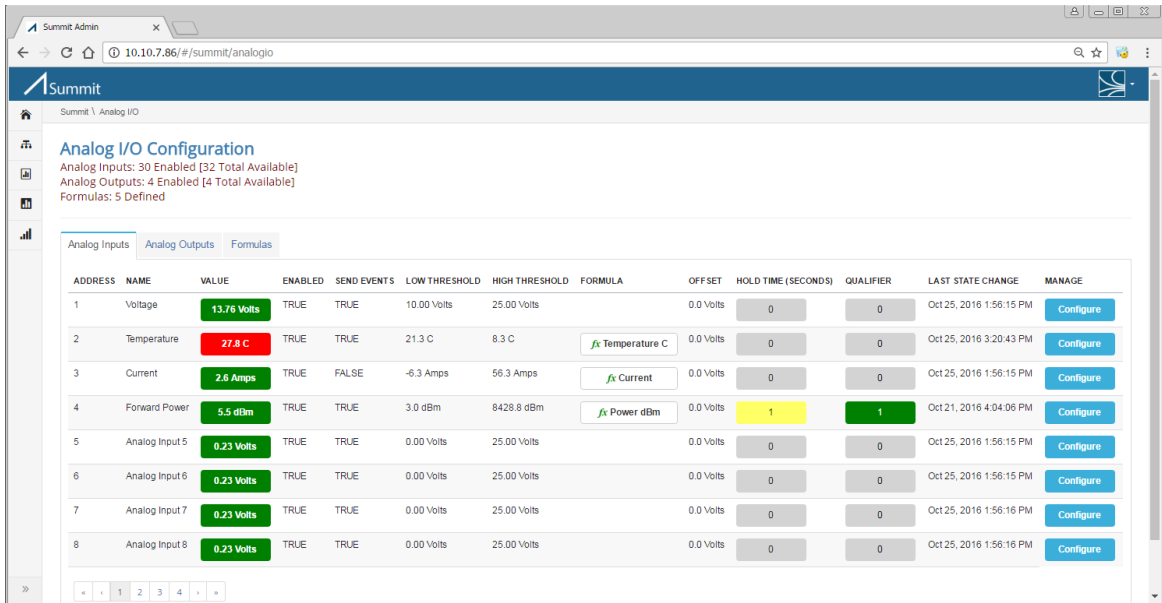 Summit Admin
10.10.7.86/#/summit/analogio
Summit
Summit \ Analog I/O
Analog I/O Configuration
Analog Inputs: 30 Enabled [32 Total Available]
Analog Outputs: 4 Enabled [4 Total Available]
Formulas: 5 Defined
Analog Inputs Analog Outputs Formulas
ADDRESS NAME VALUE ENABLED SEND EVENTS LOW THRESHOLD HIGH THRESHOLD FORMULA OFFSET HOLD TIME (SECONDS) QUALIFIER LAST STATE CHANGE MANAGE
1 Voltage 13.76 Volts TRUE TRUE 10.00 Volts 25.00 Volts 0.0 Volts 0 0 Oct 25, 2016 1:56:15 PM Configure
2 Temperature 27.8 C TRUE TRUE 21.3 C 8.3 C fx Temperature C 0.0 Volts 0 0 Oct 25, 2016 3:20:43 PM Configure
3 Current 2.6 Amps TRUE FALSE -6.3 Amps 56.3 Amps fx Current 0.0 Volts 0 0 Oct 25, 2016 1:56:15 PM Configure
4 Forward Power 5.5 dBm TRUE TRUE 3.0 dBm 8428.8 dBm fx Power dBm 0.0 Volts 1 1 Oct 21, 2016 4:04:06 PM Configure
5 Analog Input 5 0.23 Volts TRUE TRUE 0.00 Volts 25.00 Volts 0.0 Volts 0 0 Oct 25, 2016 1:56:15 PM Configure
6 Analog Input 6 0.23 Volts TRUE TRUE 0.00 Volts 25.00 Volts 0.0 Volts 0 0 Oct 25, 2016 1:56:15 PM Configure
7 Analog Input 7 0.23 Volts TRUE TRUE 0.00 Volts 25.00 Volts 0.0 Volts 0 0 Oct 25, 2016 1:56:16 PM Configure
8 Analog Input 8 0.23 Volts TRUE TRUE 0.00 Volts 25.00 Volts 0.0 Volts 0 0 Oct 25, 2016 1:56:16 PM Configure
« ‹ 1 2 3 4 › »